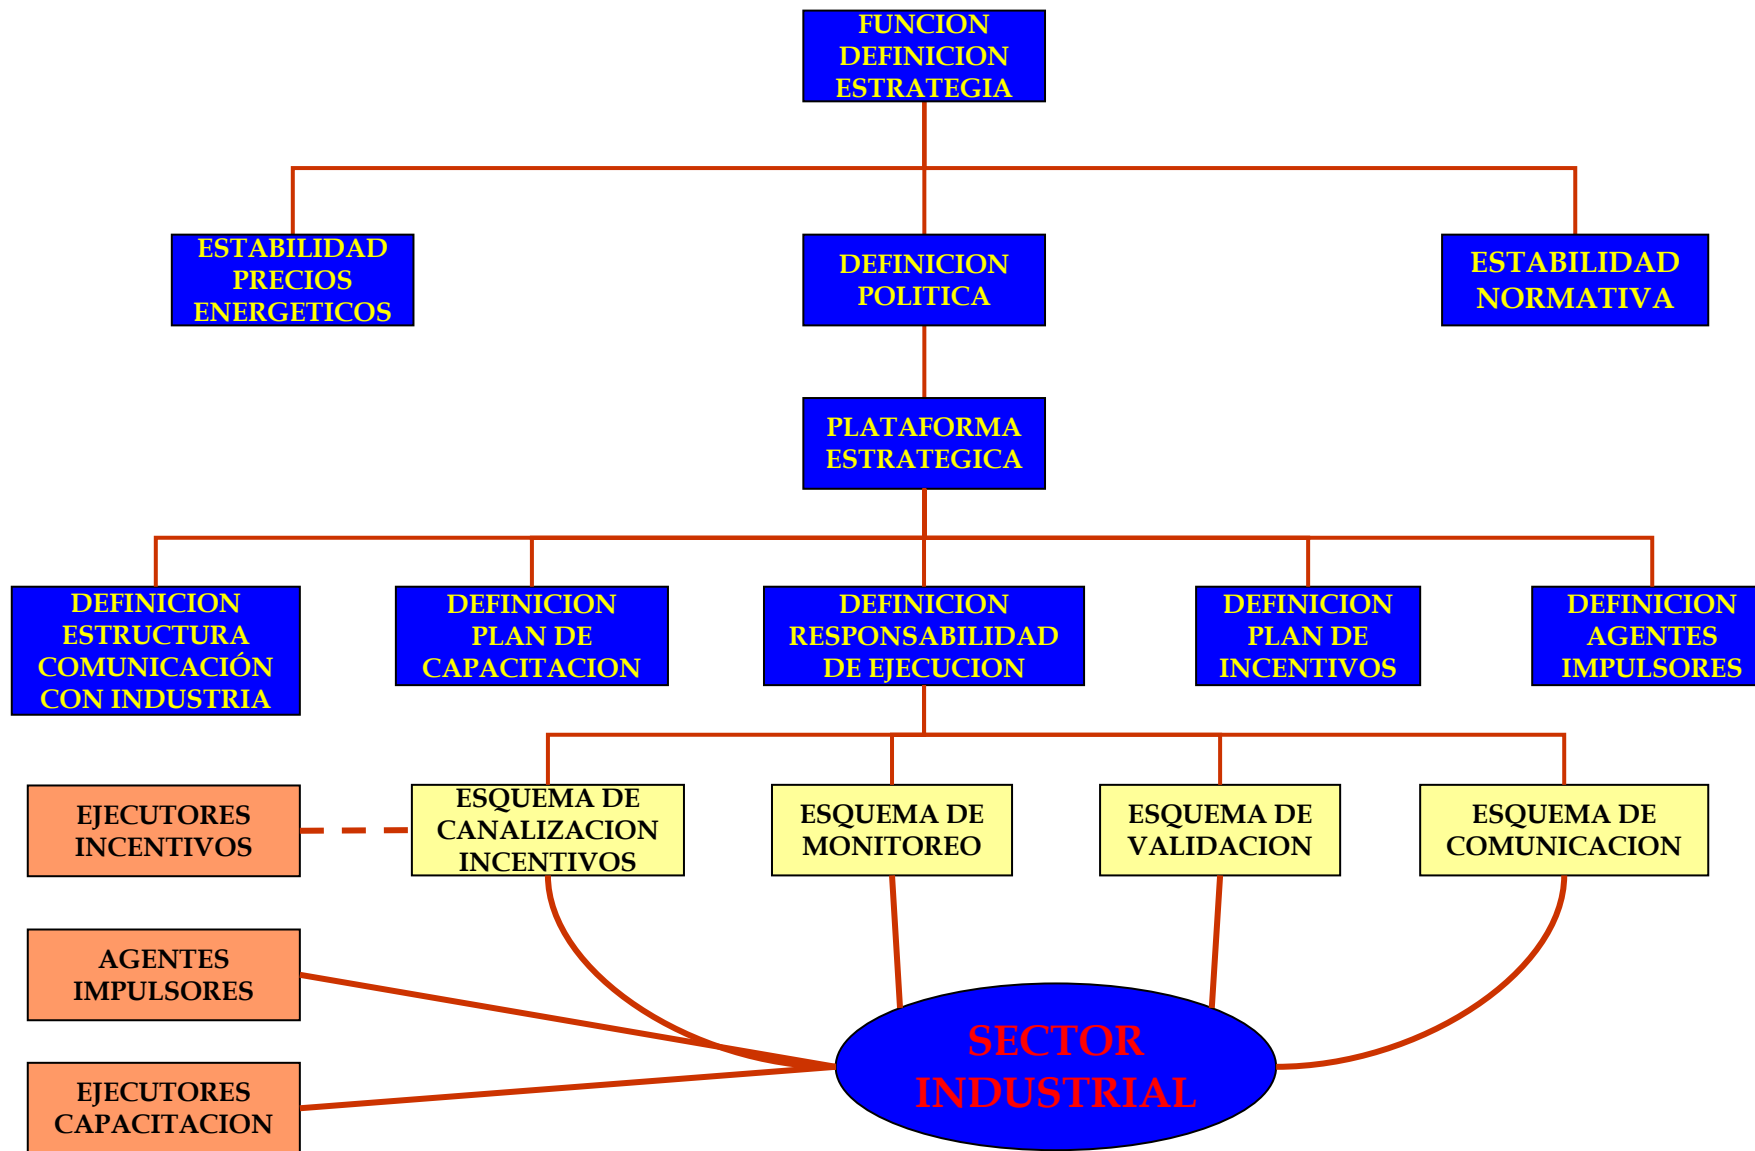 FUNCION
DEFINICION
ESTRATEGIA
ESTABILIDAD
PRECIOS
ENERGETICOS
DEFINICION
POLITICA
ESTABILIDAD
NORMATIVA
PLATAFORMA
ESTRATEGICA
DEFINICION
ESTRUCTURA
COMUNICACIÓN
CON INDUSTRIA
DEFINICION
PLAN DE
CAPACITACION
DEFINICION
RESPONSABILIDAD
DE EJECUCION
DEFINICION
PLAN DE
INCENTIVOS
DEFINICION
AGENTES
IMPULSORES
EJECUTORES
INCENTIVOS
ESQUEMA DE
CANALIZACION
INCENTIVOS
ESQUEMA DE
MONITOREO
ESQUEMA DE
VALIDACION
ESQUEMA DE
COMUNICACION
AGENTES
IMPULSORES
SECTOR
INDUSTRIAL
EJECUTORES
CAPACITACION